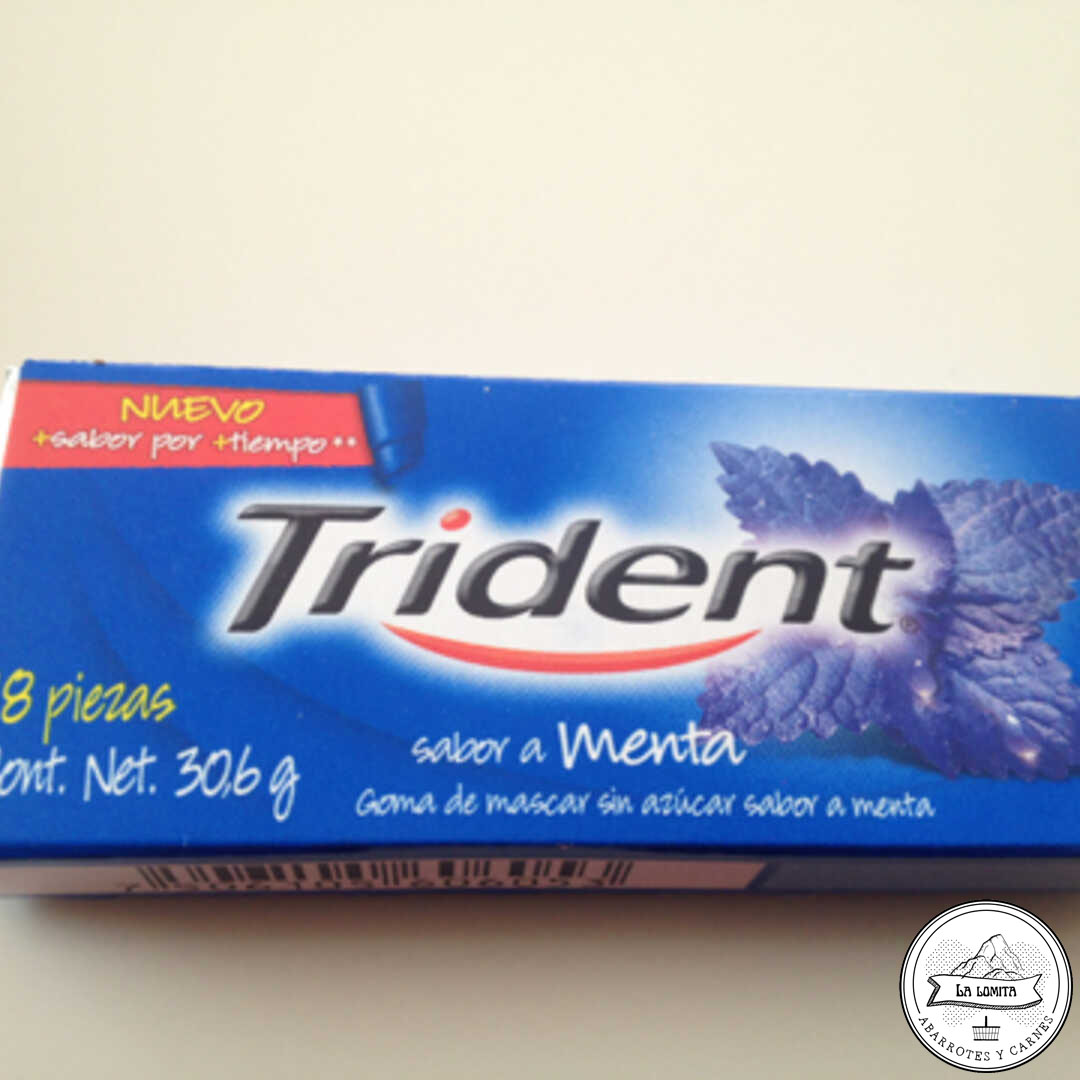 NUEVO
+sabor por +tiempo**
Trident®
8 piezas
ont. Net. 30,6 g
sabor a Menta
Goma de mascar sin azúcar sabor a menta
LA LOMITA
ABARROTES Y CARNES